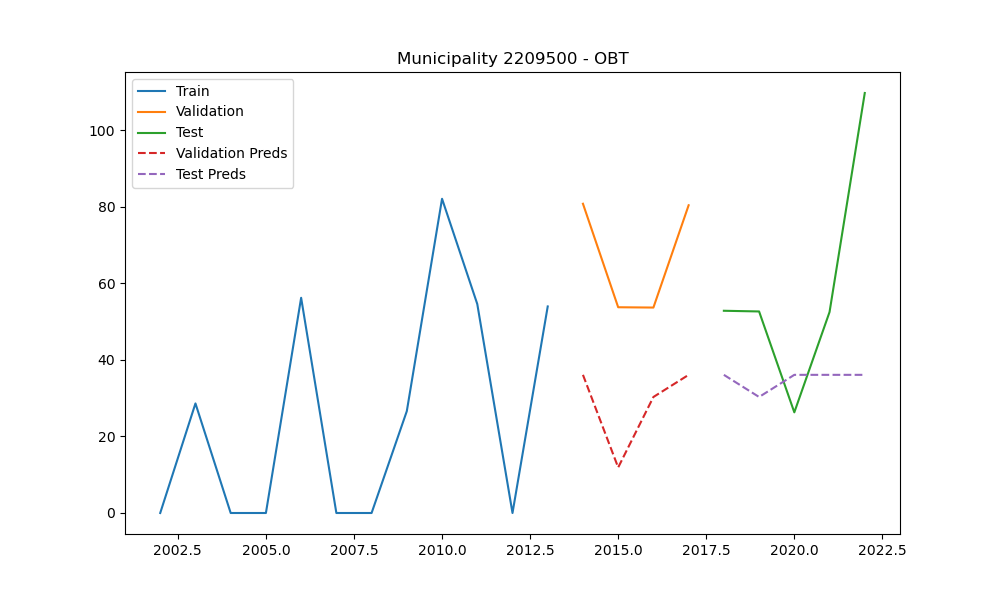 Municipality 2209500 - OBT
Train
Validation
Test
Validation Preds
Test Preds
100
80
60
40
20
0
2002.5 2005.0 2007.5 2010.0 2012.5 2015.0 2017.5 2020.0 2022.5